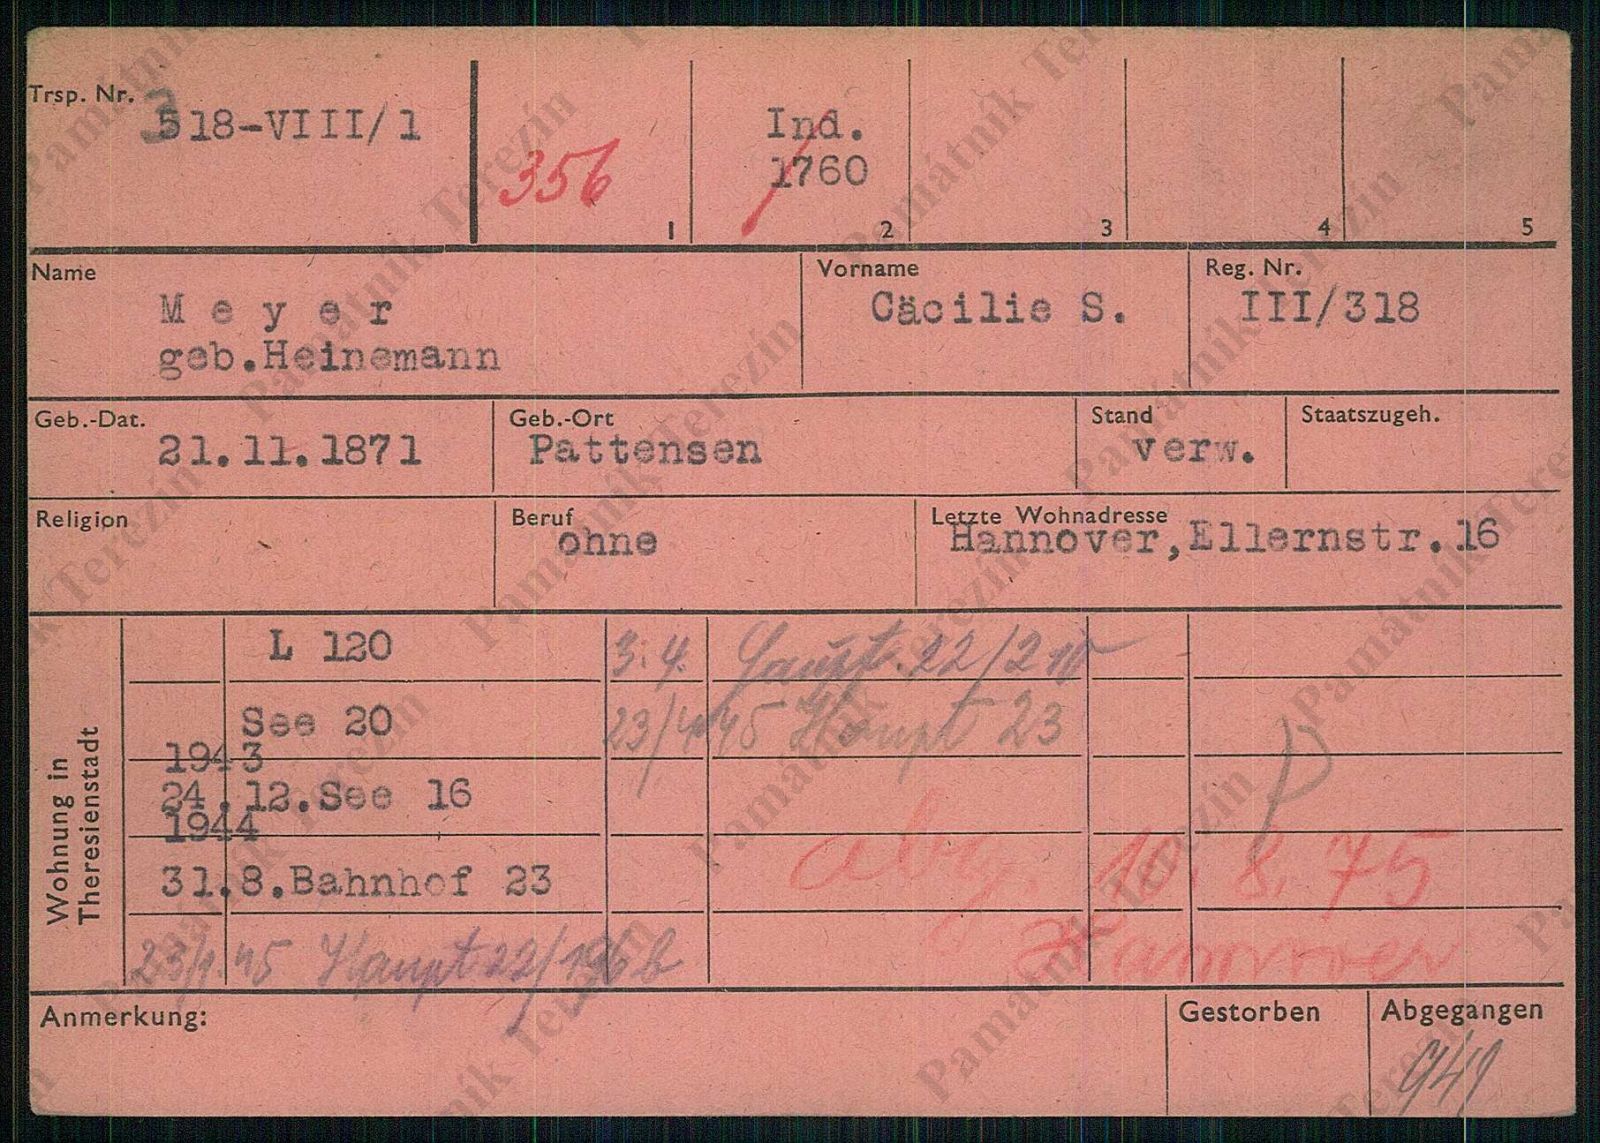 Trsp. Nr.
318-VIII/1
356
Ind.
1760
1 2 3 4 5
Name
Meyer
geb.Heinemann
Vorname
Cäcilie S.
Reg. Nr.
III/318
Geb.-Dat.
21.11.1871
Geb.-Ort
Pattensen
Stand
verw.
Staatszugeh.
Religion
Beruf
ohne
Letzte Wohnadresse
Hannover,Ellernstr.16
Wohnung in
Theresienstadt
L 120
See 20
1943
24.12.See 16
1944
31.8.Bahnhof 23
23/1.45 Haupt 22/
3.4. Haupt. 22/210
23/4.45 Haupt 23
abg 10.8.45
Hannover
Anmerkung:
Gestorben
Abgegangen
949
Památník Terezín